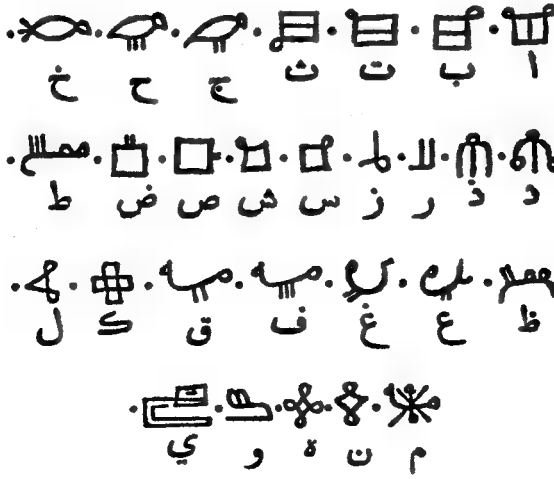 ا ب ت ث ج ح خ
د ذ ر ز س ش ص ض ط
ظ ع غ ف ق ك ل
م ن ه و ي